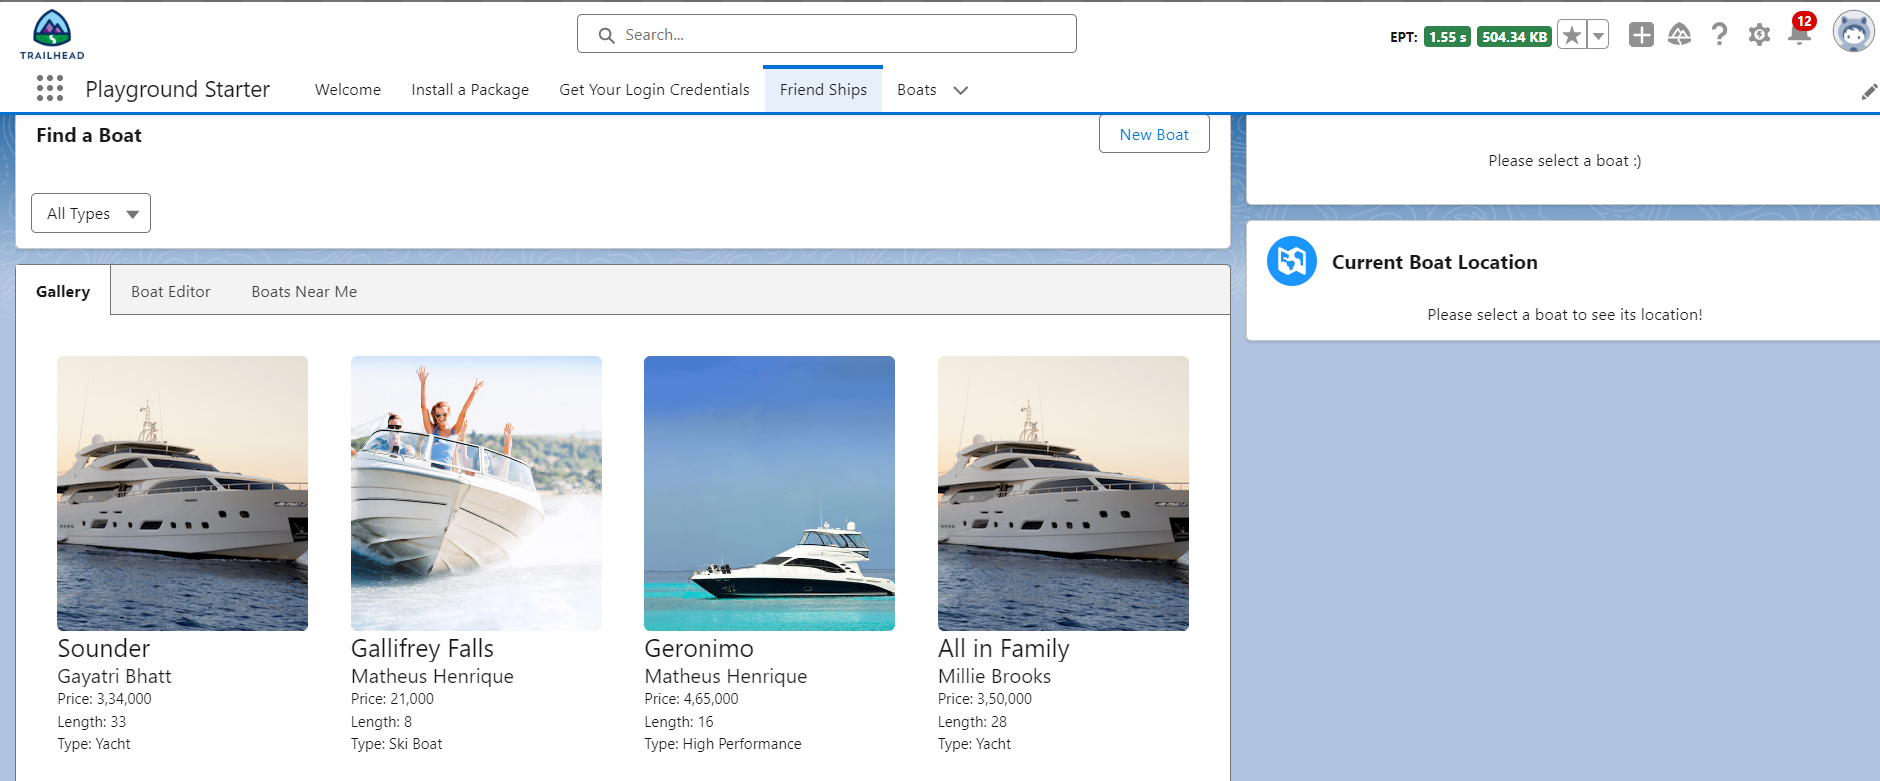 TRAILHEAD
Search...
EPT: 1.55 s 504.34 KB
12
Playground Starter
Welcome
Install a Package
Get Your Login Credentials
Friend Ships
Boats
Find a Boat
New Boat
All Types
Please select a boat :)
Current Boat Location
Please select a boat to see its location!
Gallery
Boat Editor
Boats Near Me
Sounder
Gayatri Bhatt
Price: 3,34,000
Length: 33
Type: Yacht
Gallifrey Falls
Matheus Henrique
Price: 21,000
Length: 8
Type: Ski Boat
Geronimo
Matheus Henrique
Price: 4,65,000
Length: 16
Type: High Performance
All in Family
Millie Brooks
Price: 3,50,000
Length: 28
Type: Yacht